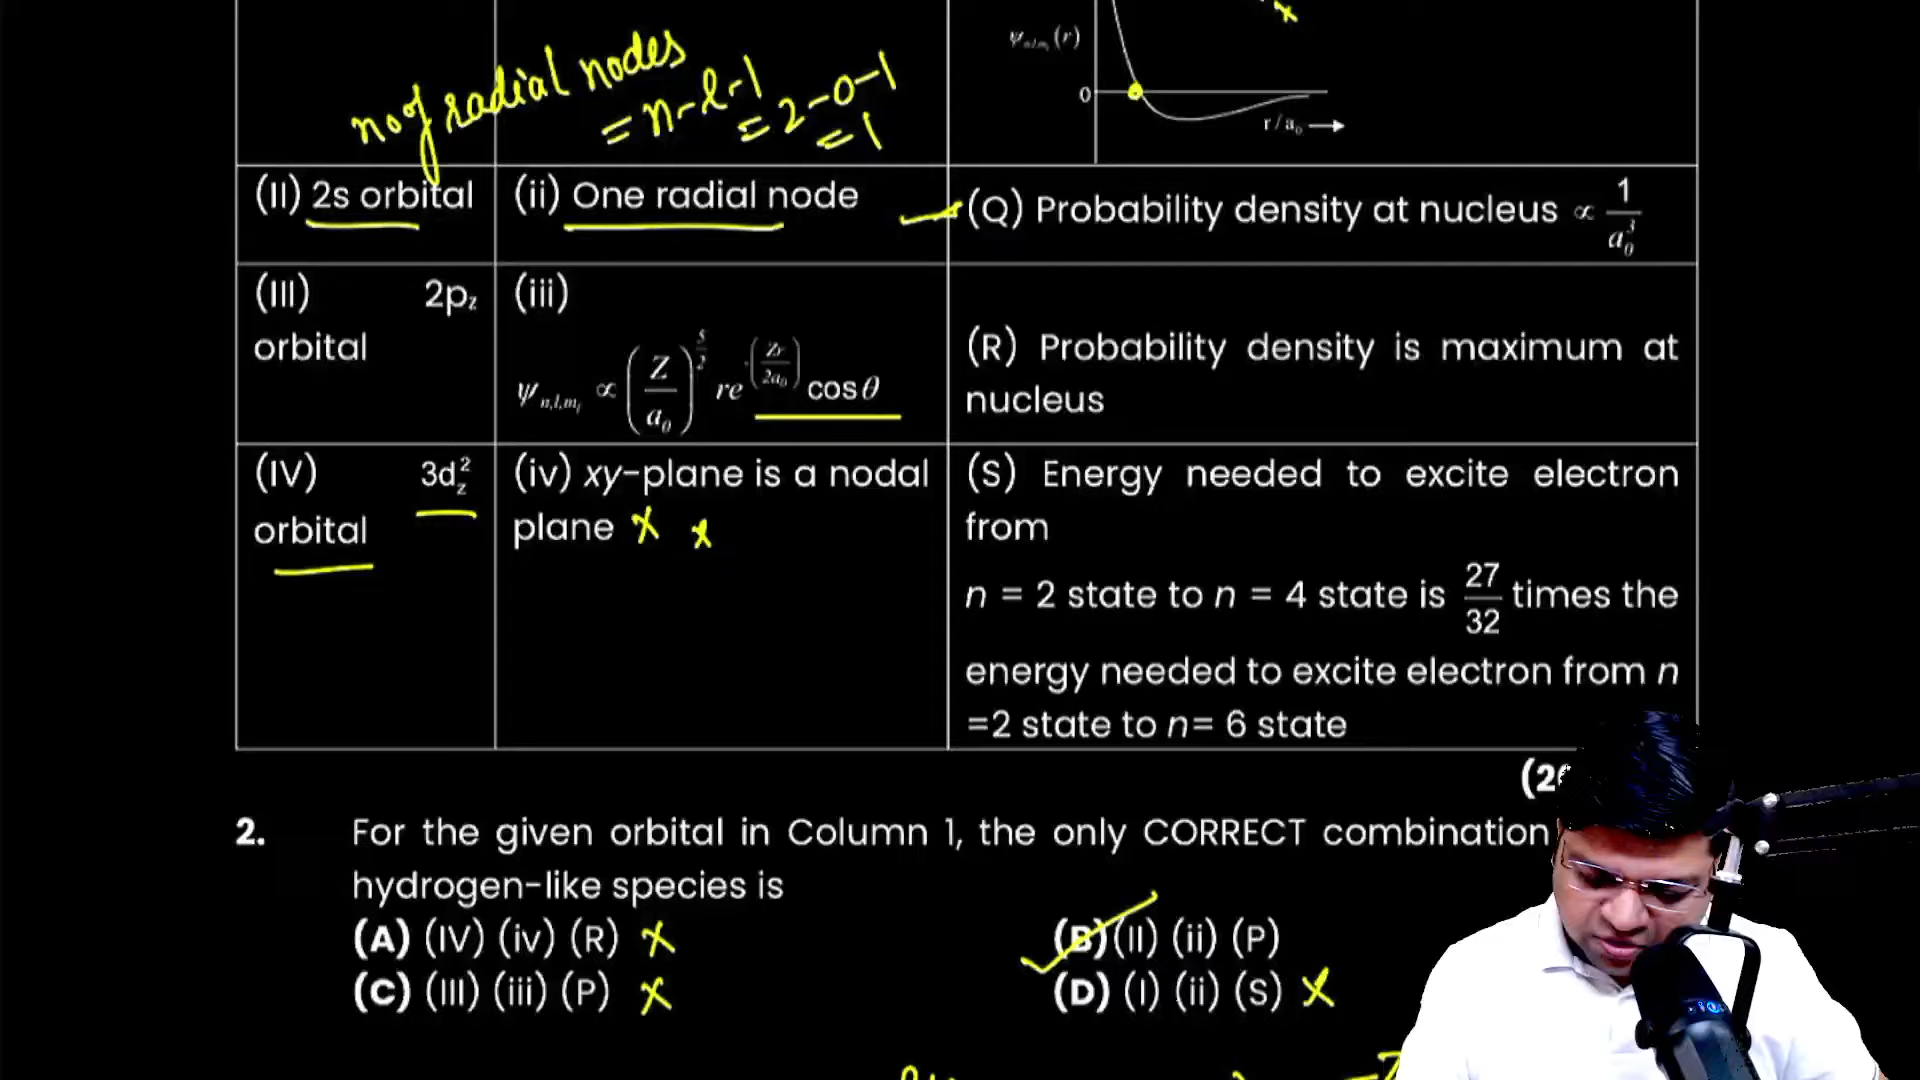 no of radial nodes
= n-l-1
= 2-0-1
= 1
x
ψn,l,ml (r)
0
r/a₀ →
(II) 2s orbital
(ii) One radial node
(Q) Probability density at nucleus ∝ 1/a₀³
(III) 2pz
orbital
(iii)
ψn,l,ml ∝ (Z/a₀)^(5/2) re^-(Zr/2a₀) cosθ
(R) Probability density is maximum at
nucleus
(IV) 3d²z
orbital
(iv) xy-plane is a nodal
plane x x
(S) Energy needed to excite electron
from
n = 2 state to n = 4 state is 27/32 times the
energy needed to excite electron from n
=2 state to n= 6 state
2. For the given orbital in Column 1, the only CORRECT combination
hydrogen-like species is
(A) (IV) (iv) (R) x
(B) (II) (ii) (P)
(C) (III) (iii) (P) x
(D) (I) (ii) (S) x